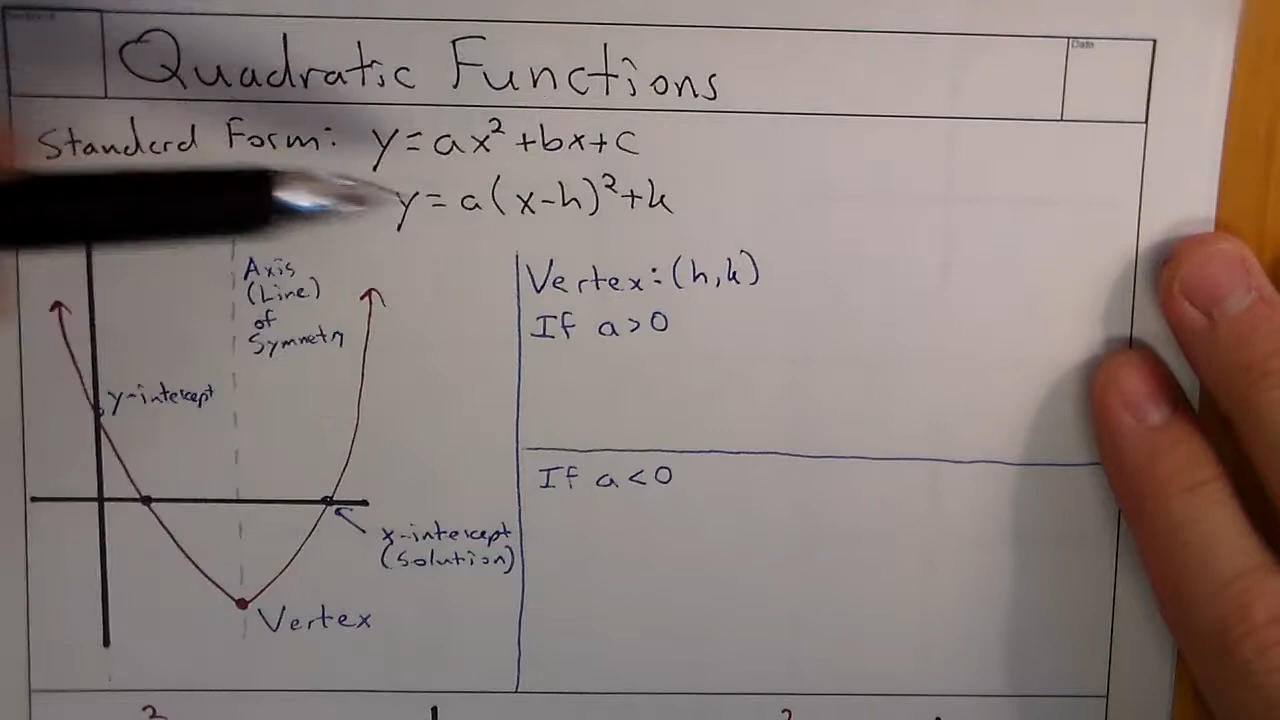 Date
Quadratic Functions
Standard Form: y=ax²+bx+c
y=a(x-h)²+k
Axis
(Line)
of
Symmetry
y-intercept
x-intercept
(Solution)
Vertex
Vertex:(h,k)
If a>0
If a<0